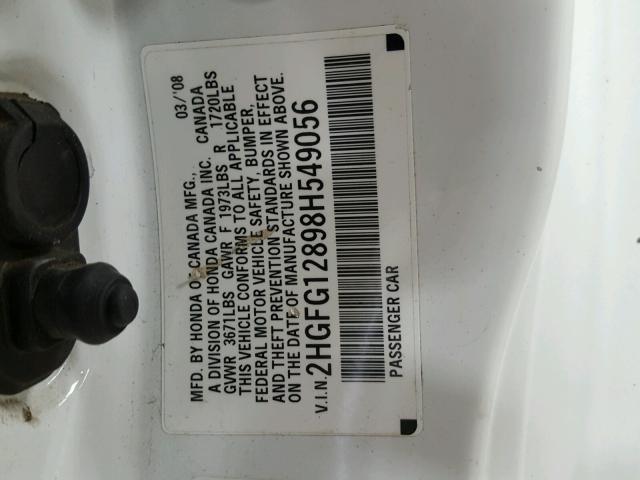 MFD. BY HONDA OF CANADA MFG., 03/'08
A DIVISION OF HONDA CANADA INC. CANADA
GVWR 3671LBS GAWR F 1973LBS R 1720LBS
THIS VEHICLE CONFORMS TO ALL APPLICABLE
FEDERAL MOTOR VEHICLE SAFETY, BUMPER,
AND THEFT PREVENTION STANDARDS IN EFFECT
ON THE DATE OF MANUFACTURE SHOWN ABOVE.
V.I.N. 2HGFG12898H549056
PASSENGER CAR